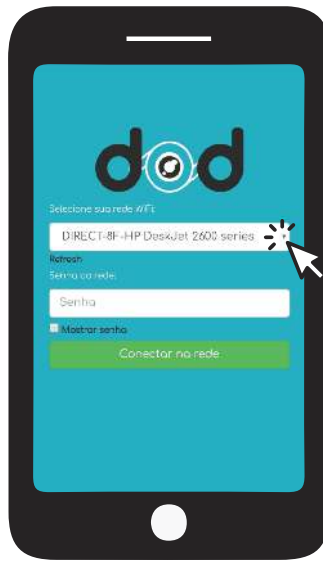 dod
Selecione sua rede WiFi:
DIRECT-8F-HP DeskJet 2600 series
Refresh
Senha da rede:
Senha
Mostrar senha
Conectar na rede